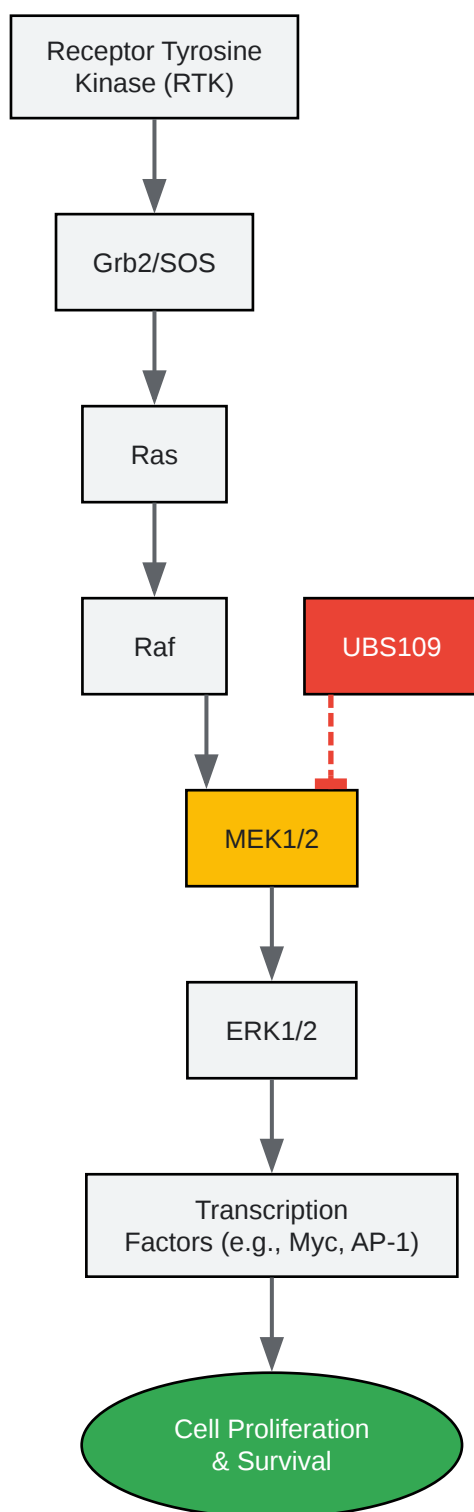 Receptor Tyrosine
Kinase (RTK)
Grb2/SOS
Ras
Raf
UBS109
MEK1/2
ERK1/2
Transcription
Factors (e.g., Myc, AP-1)
Cell Proliferation
& Survival